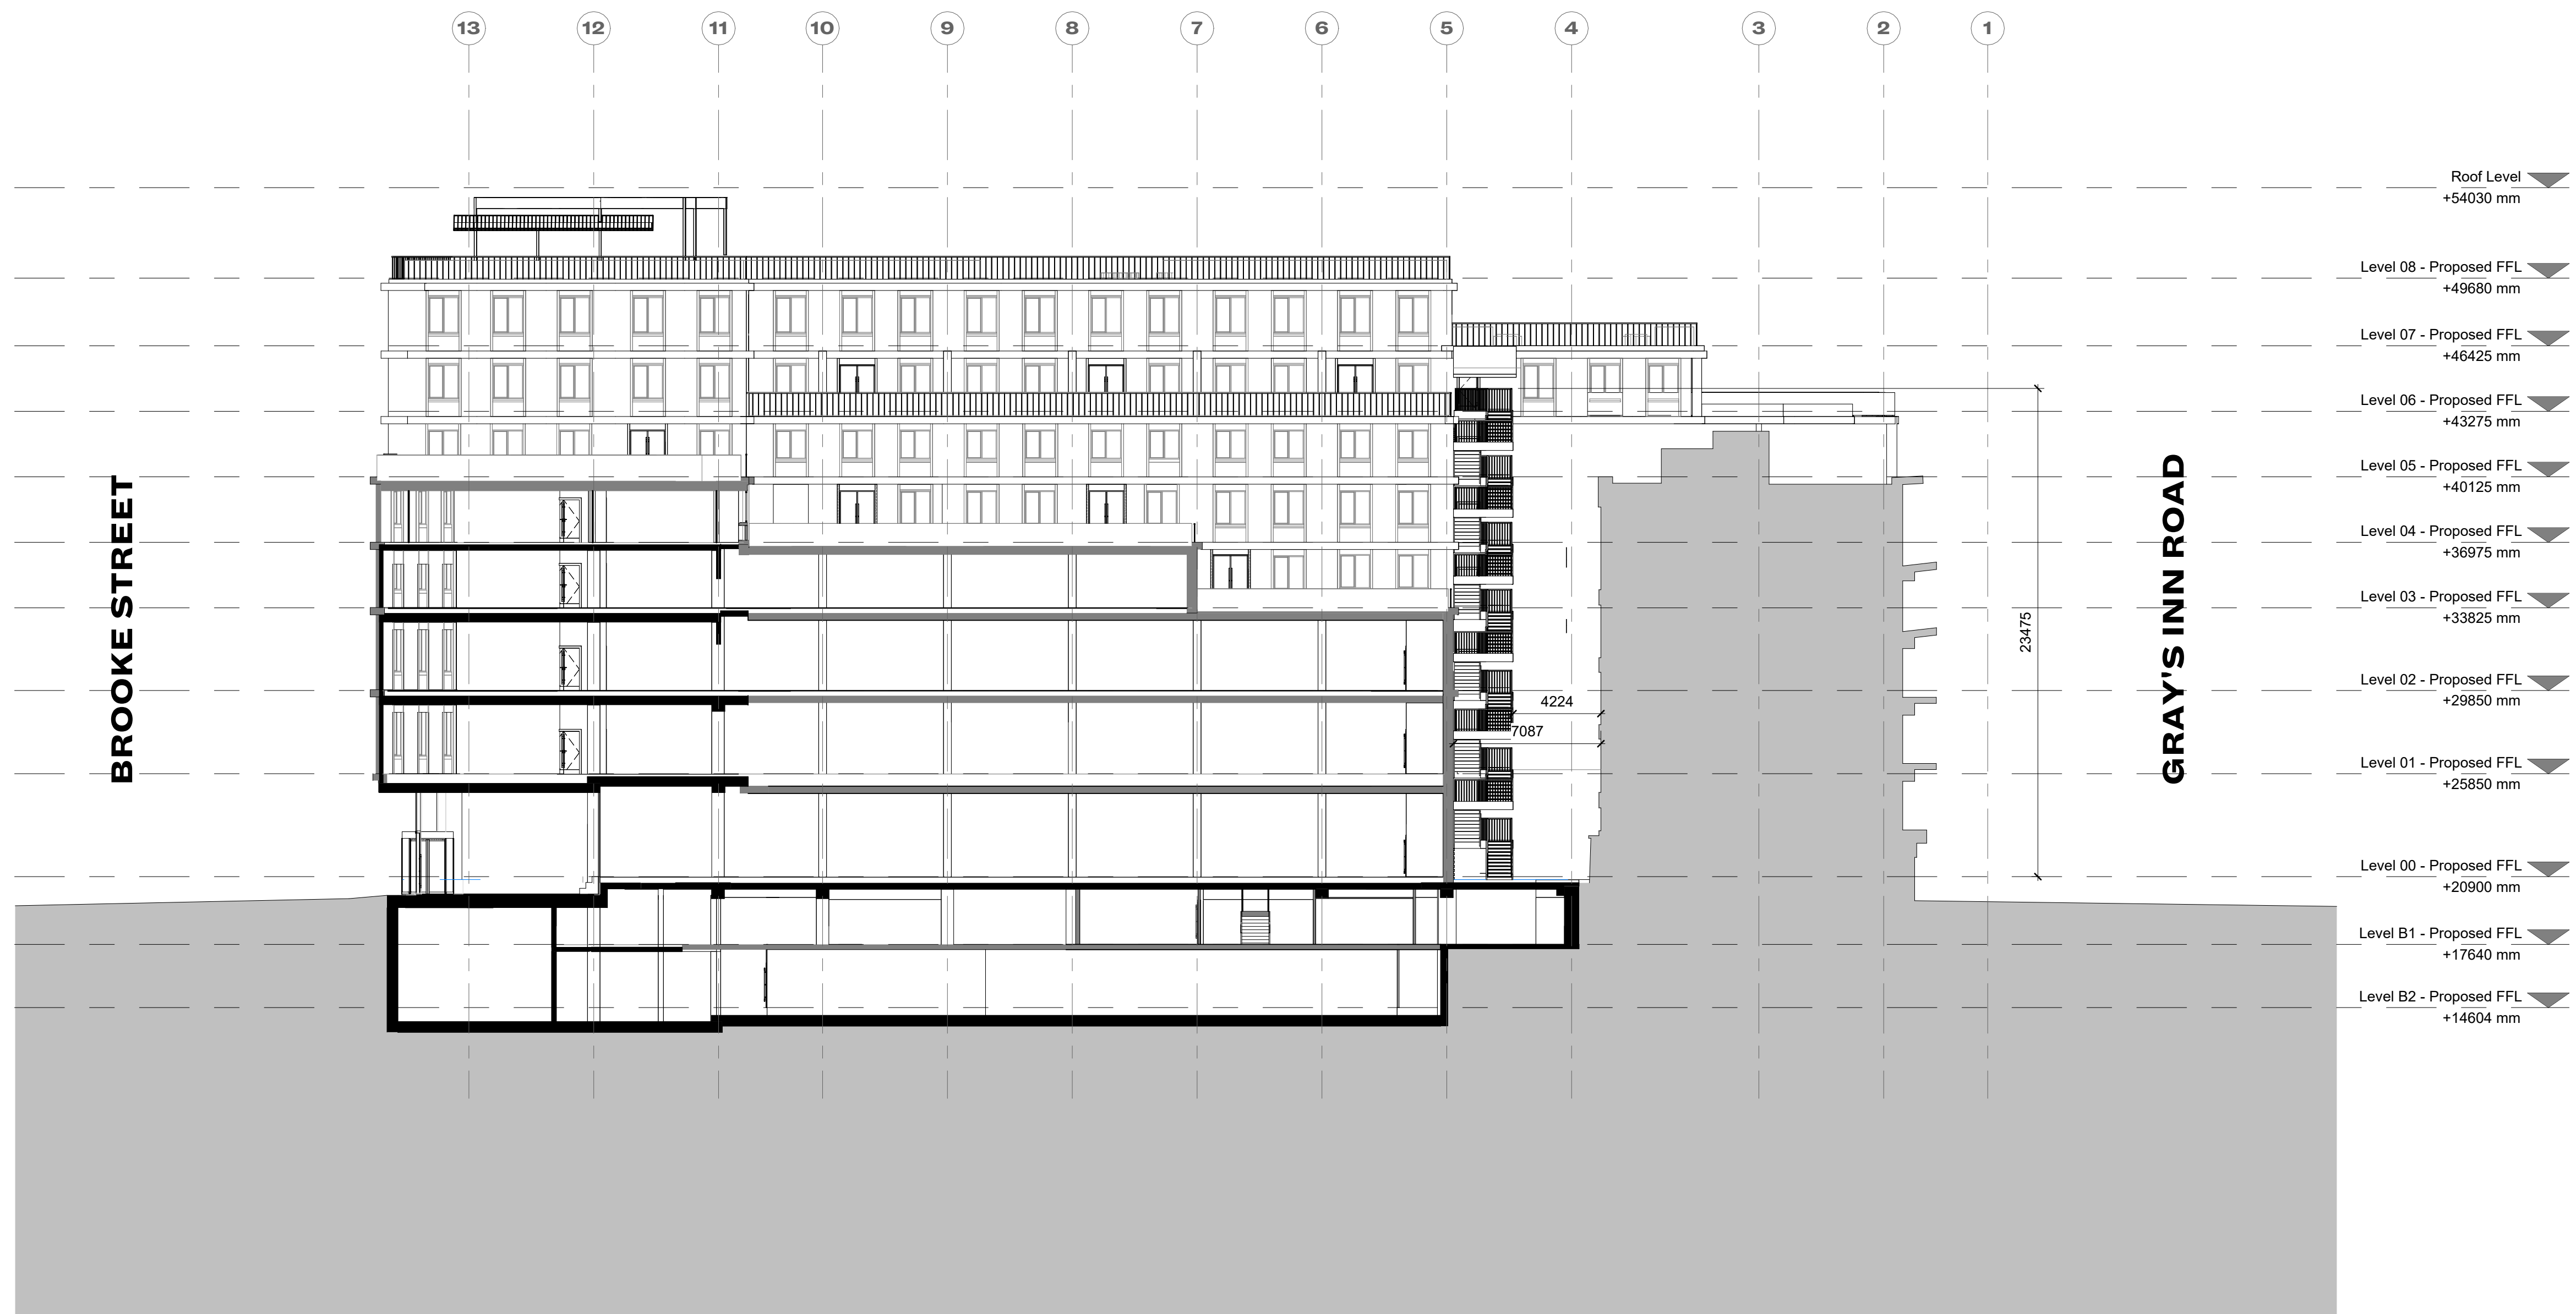 13 12 11 10 9 8 7 6 5 4 3 2 1
Roof Level
+54030 mm
Level 08 - Proposed FFL
+49680 mm
Level 07 - Proposed FFL
+46425 mm
Level 06 - Proposed FFL
+43275 mm
Level 05 - Proposed FFL
+40125 mm
Level 04 - Proposed FFL
+36975 mm
Level 03 - Proposed FFL
+33825 mm
Level 02 - Proposed FFL
+29850 mm
Level 01 - Proposed FFL
+25850 mm
Level 00 - Proposed FFL
+20900 mm
Level B1 - Proposed FFL
+17640 mm
Level B2 - Proposed FFL
+14604 mm
BROOKE STREET
4224
7087
23475
GRAY'S INN ROAD